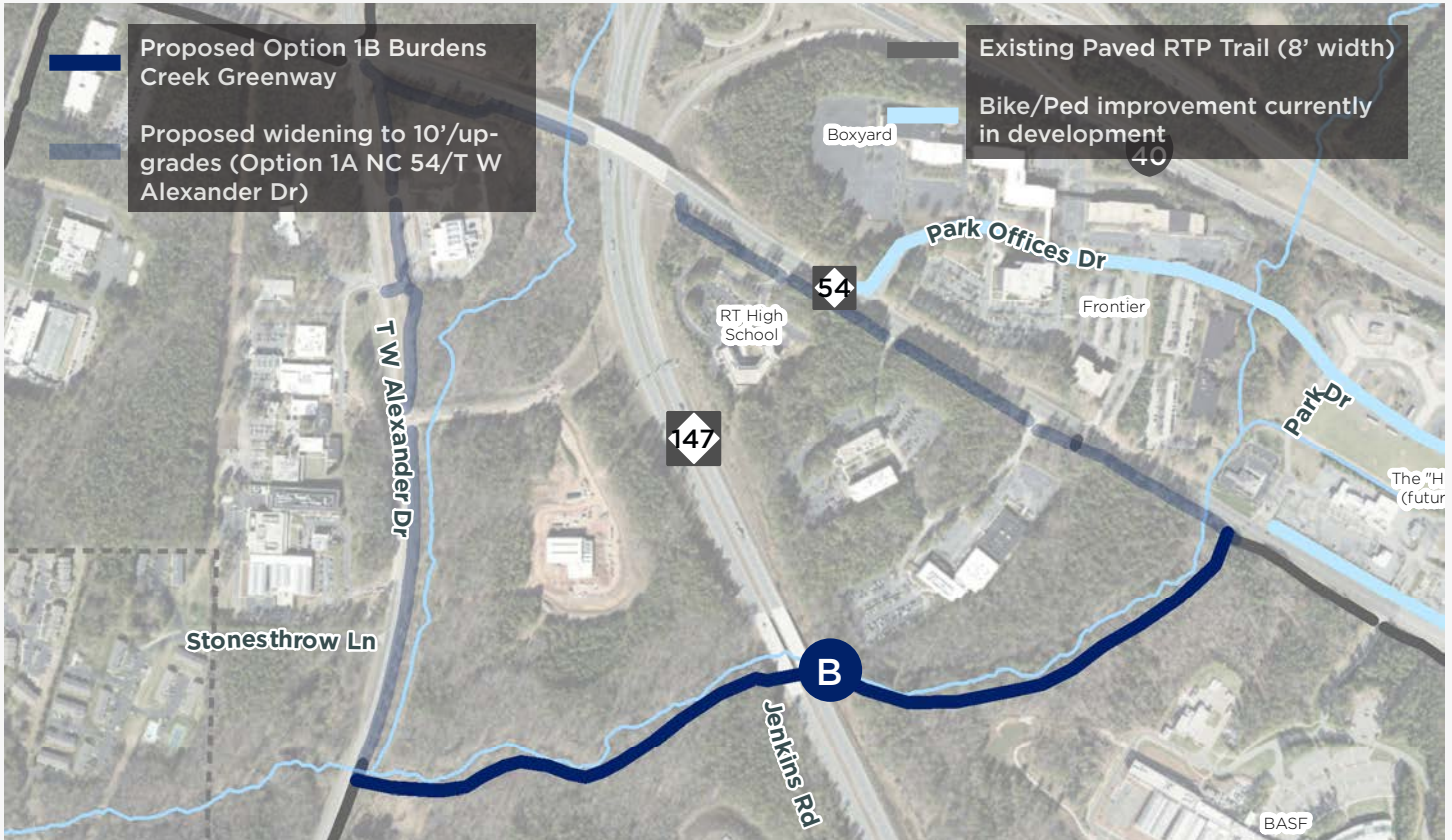 Proposed Option 1B Burdens
Creek Greenway
Proposed widening to 10’/up-
grades (Option 1A NC 54/T W
Alexander Dr)
Existing Paved RTP Trail (8’ width)
Bike/Ped improvement currently
in development
40
Boxyard
Park Offices Dr
54
Frontier
RT High
School
T W Alexander Dr
147
Park Dr
The "H
(futur
Stonesthrow Ln
B
Jenkins Rd
BASF